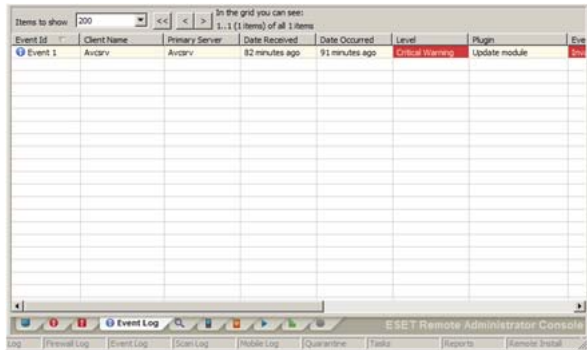 In the grid you can see:
Items to show 200 << < > 1..1 (1 items) of all 1 items
Event Id Client Name Primary Server Date Received Date Occurred Level Plugin Eve
Event 1 Avcsrv Avcsrv 82 minutes ago 91 minutes ago Critical Warning Update module Inva
Event Log
ESET Remote Administrator Console
Log Firewall Log Event Log Scan Log Mobile Log Quarantine Tasks Reports Remote Install